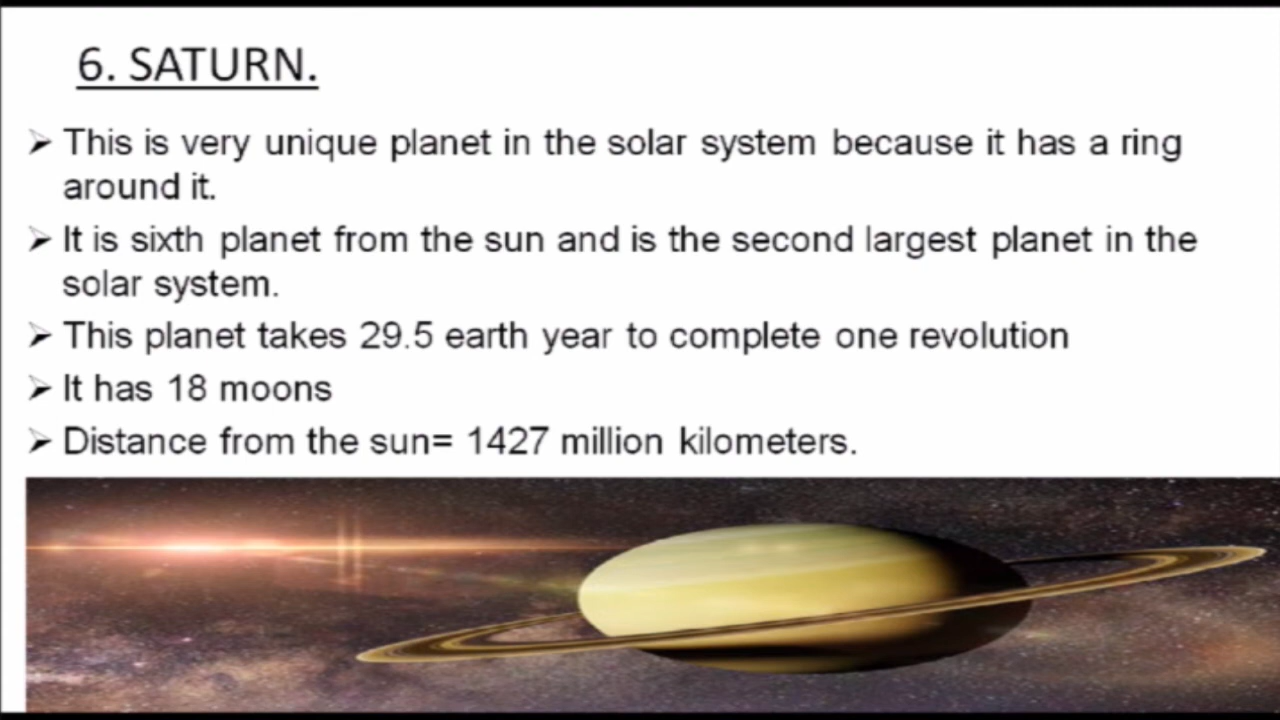 6. SATURN.
➢ This is very unique planet in the solar system because it has a ring
around it.
➢ It is sixth planet from the sun and is the second largest planet in the
solar system.
➢ This planet takes 29.5 earth year to complete one revolution
➢ It has 18 moons
➢ Distance from the sun= 1427 million kilometers.